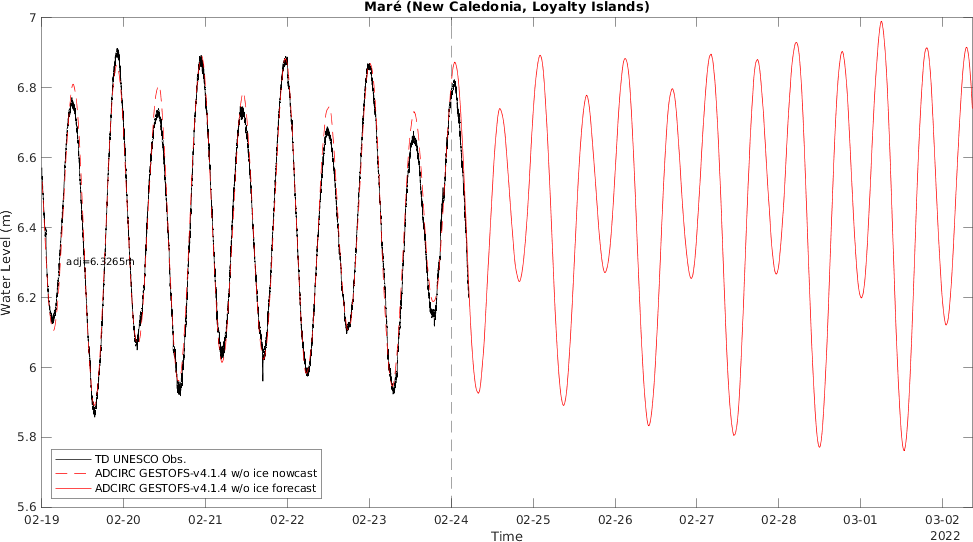 Maré (New Caledonia, Loyalty Islands)
7
6.8
6.6
6.4
6.2
6
5.8
5.6
Water Level (m)
adj=6.3265m
TD UNESCO Obs.
ADCIRC GESTOFS-v4.1.4 w/o ice nowcast
ADCIRC GESTOFS-v4.1.4 w/o ice forecast
02-19 02-20 02-21 02-22 02-23 02-24 02-25 02-26 02-27 02-28 03-01 03-02
2022
Time